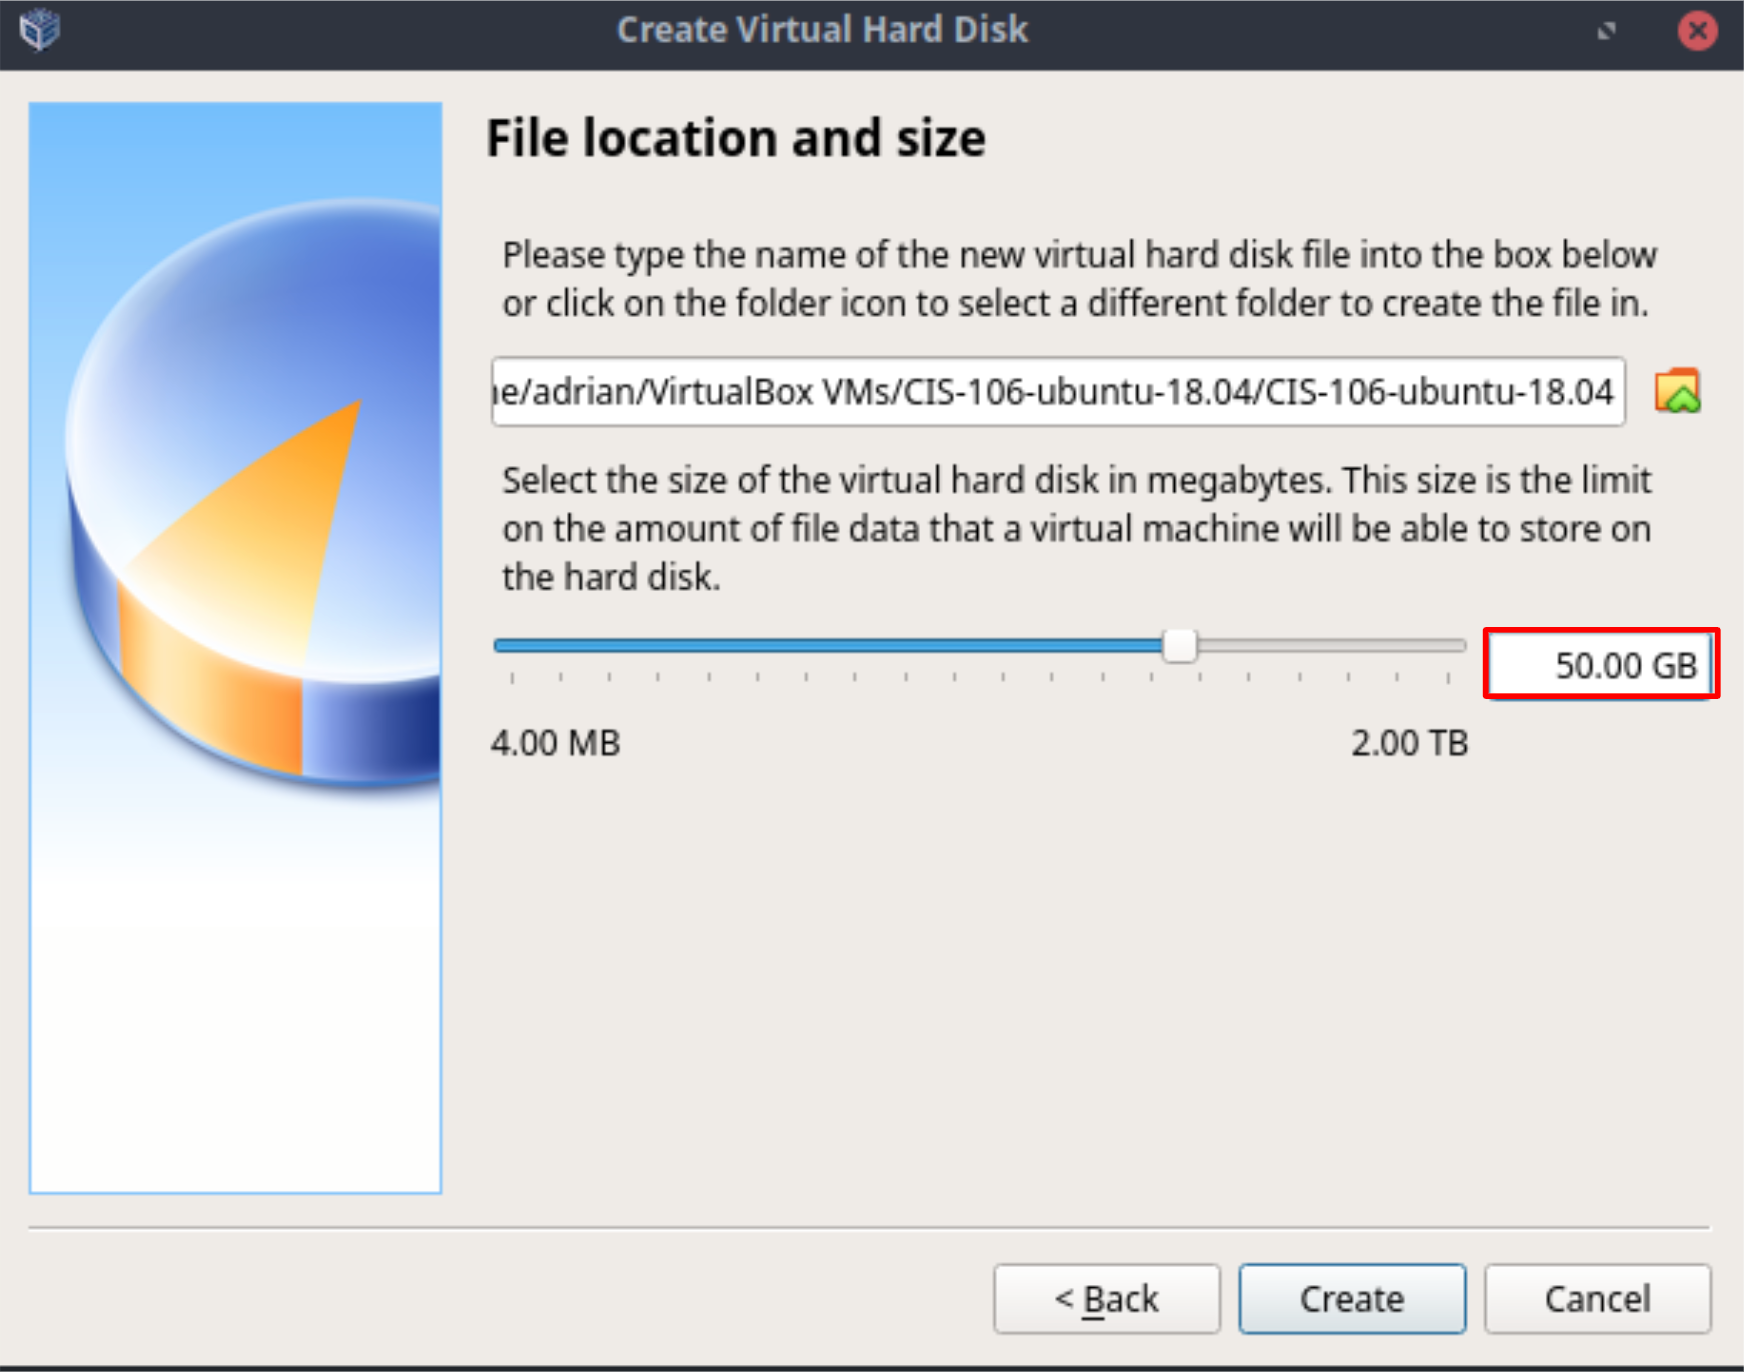 Create Virtual Hard Disk
File location and size
Please type the name of the new virtual hard disk file into the box below
or click on the folder icon to select a different folder to create the file in.
e/adrian/VirtualBox VMs/CIS-106-ubuntu-18.04/CIS-106-ubuntu-18.04
Select the size of the virtual hard disk in megabytes. This size is the limit
on the amount of file data that a virtual machine will be able to store on
the hard disk.
50.00 GB
4.00 MB
2.00 TB
< Back
Create
Cancel